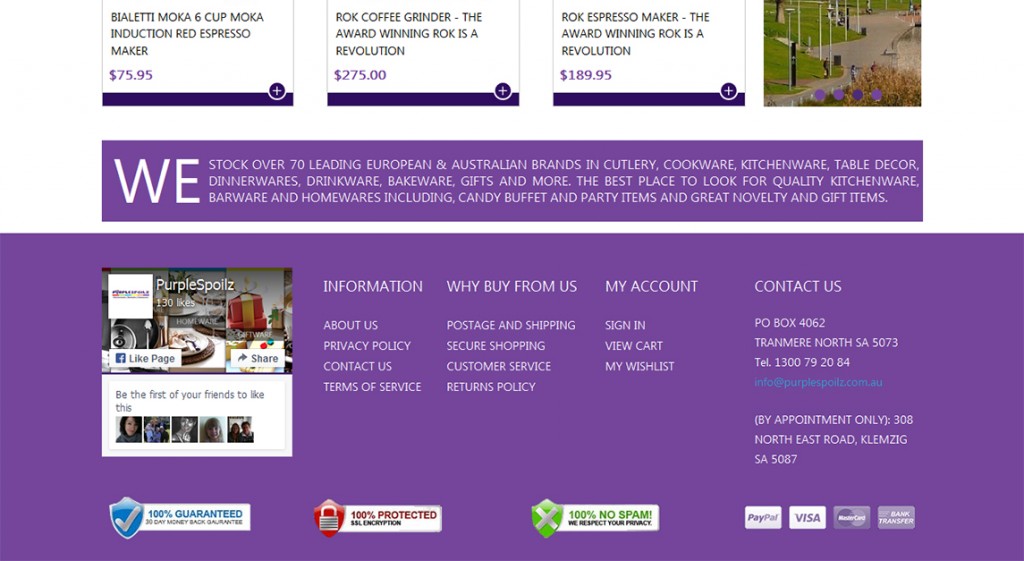 BIALETTI MOKA 6 CUP MOKA
INDUCTION RED ESPRESSO
MAKER
$75.95
ROK COFFEE GRINDER - THE
AWARD WINNING ROK IS A
REVOLUTION
$275.00
ROK ESPRESSO MAKER - THE
AWARD WINNING ROK IS A
REVOLUTION
$189.95
WE STOCK OVER 70 LEADING EUROPEAN & AUSTRALIAN BRANDS IN CUTLERY, COOKWARE, KITCHENWARE, TABLE DECOR,
DINNERWARES, DRINKWARE, BAKEWARE, GIFTS AND MORE. THE BEST PLACE TO LOOK FOR QUALITY KITCHENWARE,
BARWARE AND HOMEWARES INCLUDING, CANDY BUFFET AND PARTY ITEMS AND GREAT NOVELTY AND GIFT ITEMS.
PurpleSpoilz
130 likes
HOMEWARE
GIFTWARE
Like Page
Share
Be the first of your friends to like
this
INFORMATION
ABOUT US
PRIVACY POLICY
CONTACT US
TERMS OF SERVICE
WHY BUY FROM US
POSTAGE AND SHIPPING
SECURE SHOPPING
CUSTOMER SERVICE
RETURNS POLICY
MY ACCOUNT
SIGN IN
VIEW CART
MY WISHLIST
CONTACT US
PO BOX 4062
TRANMERE NORTH SA 5073
Tel. 1300 79 20 84
info@purplespoilz.com.au
(BY APPOINTMENT ONLY): 308
NORTH EAST ROAD, KLEMZIG
SA 5087
100% GUARANTEED
30 DAY MONEY BACK GAURANTEE
100% PROTECTED
SSL ENCRYPTION
100% NO SPAM!
WE RESPECT YOUR PRIVACY.
PayPal
VISA
MasterCard
BANK
TRANSFER